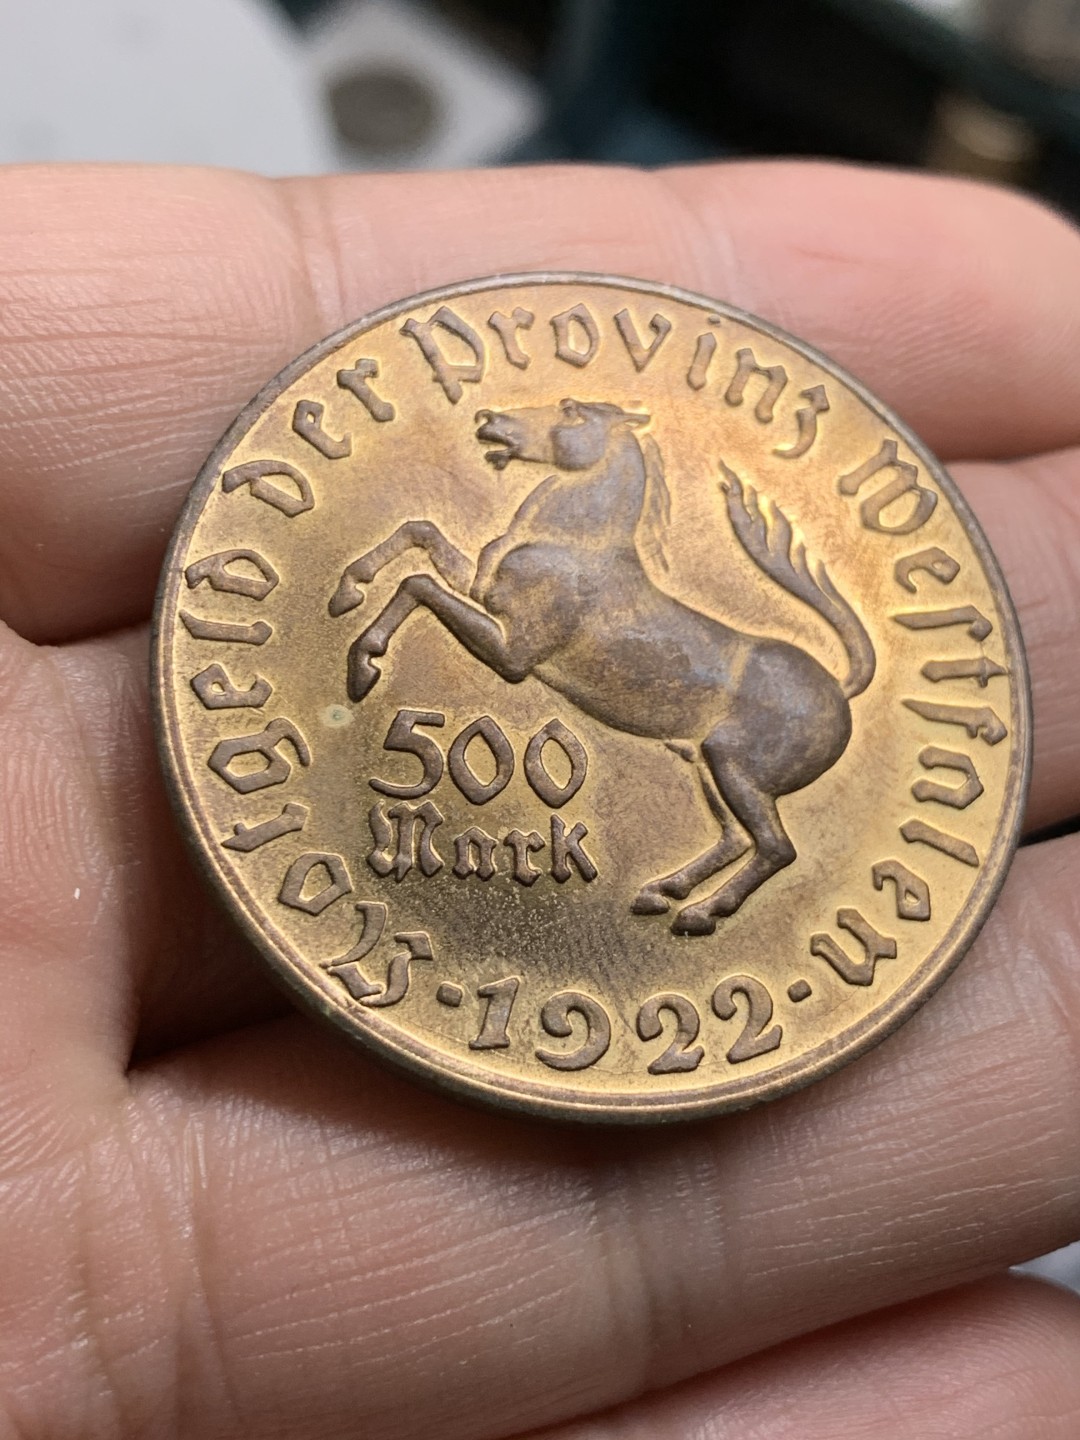 Notgeld der Provinz Westfalen
500
Mark
·1922·